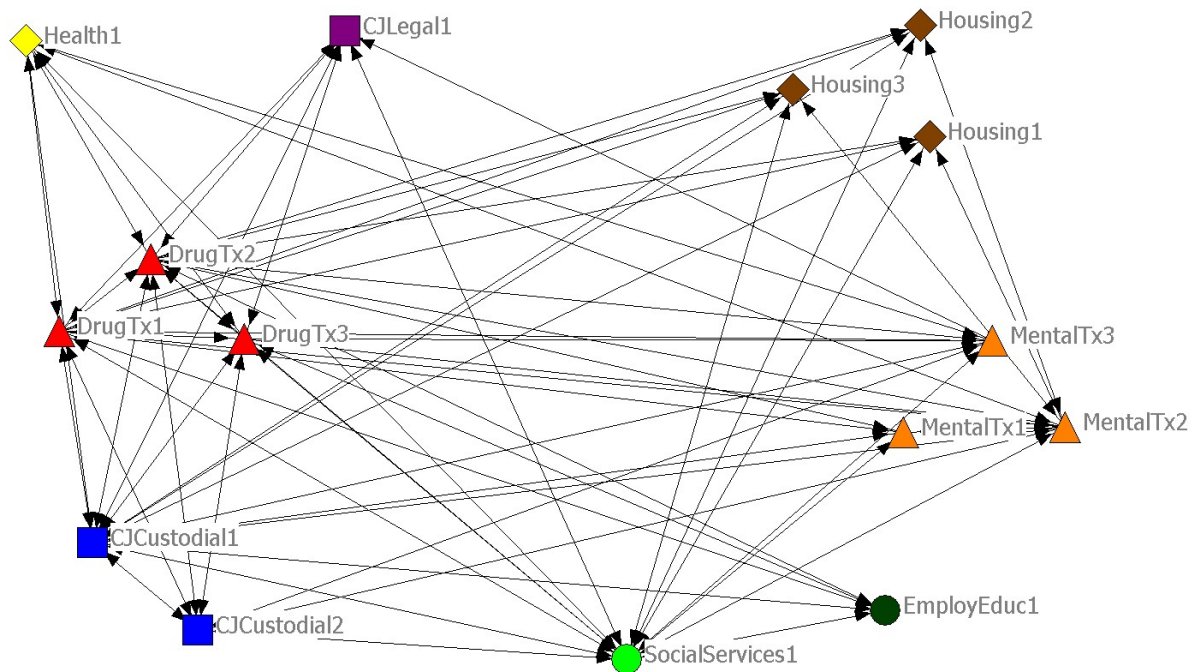 Health1
CJLegal1
Housing2
Housing3
Housing1
DrugTx2
DrugTx1
DrugTx3
MentalTx3
MentalTx1
MentalTx2
CJCustodial1
CJCustodial2
EmployEduc1
SocialServices1